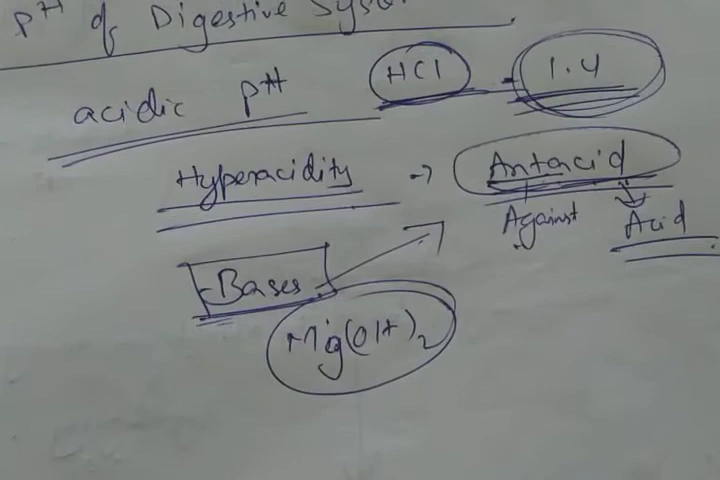 pH of Digestive
acidic pH HCl - 1.4
Hyperacidity → Antacid
Against Acid
Bases
Mg(OH)2